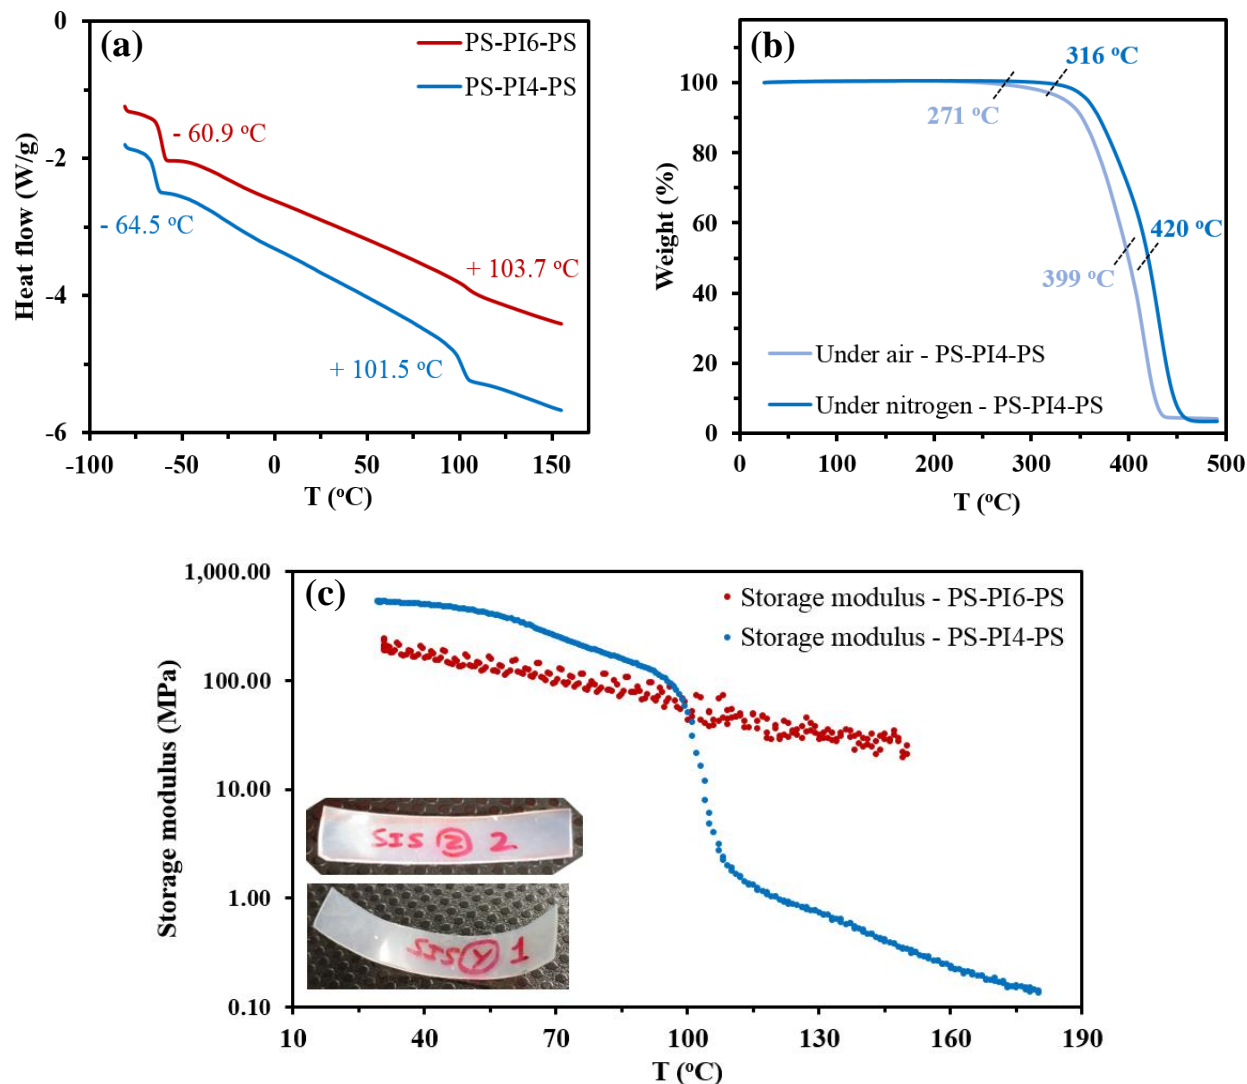 (a)
PS-PI6-PS
PS-PI4-PS
- 60.9 ºC
- 64.5 ºC
+ 103.7 ºC
+ 101.5 ºC
0
-2
-4
-6
-100
-50
0
50
100
150
Heat flow (W/g)
T (ºC)
(b)
316 ºC
271 ºC
420 ºC
399 ºC
Under air - PS-PI4-PS
Under nitrogen - PS-PI4-PS
100
80
60
40
20
0
0
100
200
300
400
500
Weight (%)
T (ºC)
(c)
Storage modulus - PS-PI6-PS
Storage modulus - PS-PI4-PS
1,000.00
100.00
10.00
1.00
0.10
10
40
70
100
130
160
190
Storage modulus (MPa)
T (ºC)
SIS Z 2
SIS Y 1